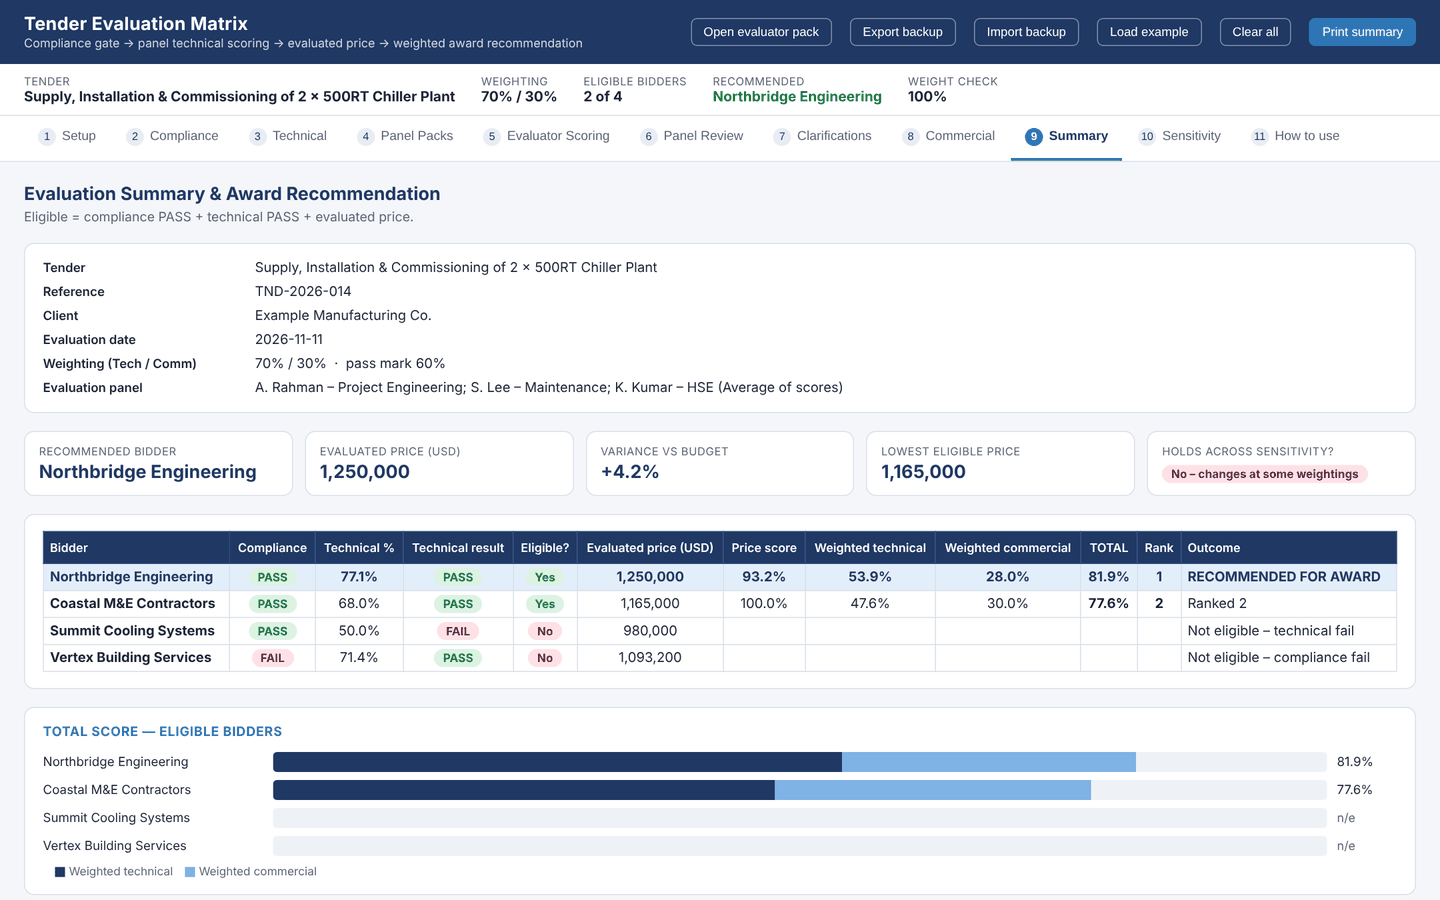 Tender Evaluation Matrix
Compliance gate → panel technical scoring → evaluated price → weighted award recommendation
Open evaluator pack
Export backup
Import backup
Load example
Clear all
Print summary
TENDER
Supply, Installation & Commissioning of 2 × 500RT Chiller Plant
WEIGHTING
70% / 30%
ELIGIBLE BIDDERS
2 of 4
RECOMMENDED
Northbridge Engineering
WEIGHT CHECK
100%
1 Setup
2 Compliance
3 Technical
4 Panel Packs
5 Evaluator Scoring
6 Panel Review
7 Clarifications
8 Commercial
9 Summary
10 Sensitivity
11 How to use
Evaluation Summary & Award Recommendation
Eligible = compliance PASS + technical PASS + evaluated price.
Tender Supply, Installation & Commissioning of 2 × 500RT Chiller Plant
Reference TND-2026-014
Client Example Manufacturing Co.
Evaluation date 2026-11-11
Weighting (Tech / Comm) 70% / 30% · pass mark 60%
Evaluation panel A. Rahman – Project Engineering; S. Lee – Maintenance; K. Kumar – HSE (Average of scores)
RECOMMENDED BIDDER
Northbridge Engineering
EVALUATED PRICE (USD)
1,250,000
VARIANCE VS BUDGET
+4.2%
LOWEST ELIGIBLE PRICE
1,165,000
HOLDS ACROSS SENSITIVITY?
No – changes at some weightings
Bidder Compliance Technical % Technical result Eligible? Evaluated price (USD) Price score Weighted technical Weighted commercial TOTAL Rank Outcome
Northbridge Engineering PASS 77.1% PASS Yes 1,250,000 93.2% 53.9% 28.0% 81.9% 1 RECOMMENDED FOR AWARD
Coastal M&E Contractors PASS 68.0% PASS Yes 1,165,000 100.0% 47.6% 30.0% 77.6% 2 Ranked 2
Summit Cooling Systems PASS 50.0% FAIL No 980,000 Not eligible – technical fail
Vertex Building Services FAIL 71.4% PASS No 1,093,200 Not eligible – compliance fail
TOTAL SCORE — ELIGIBLE BIDDERS
Northbridge Engineering 81.9%
Coastal M&E Contractors 77.6%
Summit Cooling Systems n/e
Vertex Building Services n/e
Weighted technical Weighted commercial